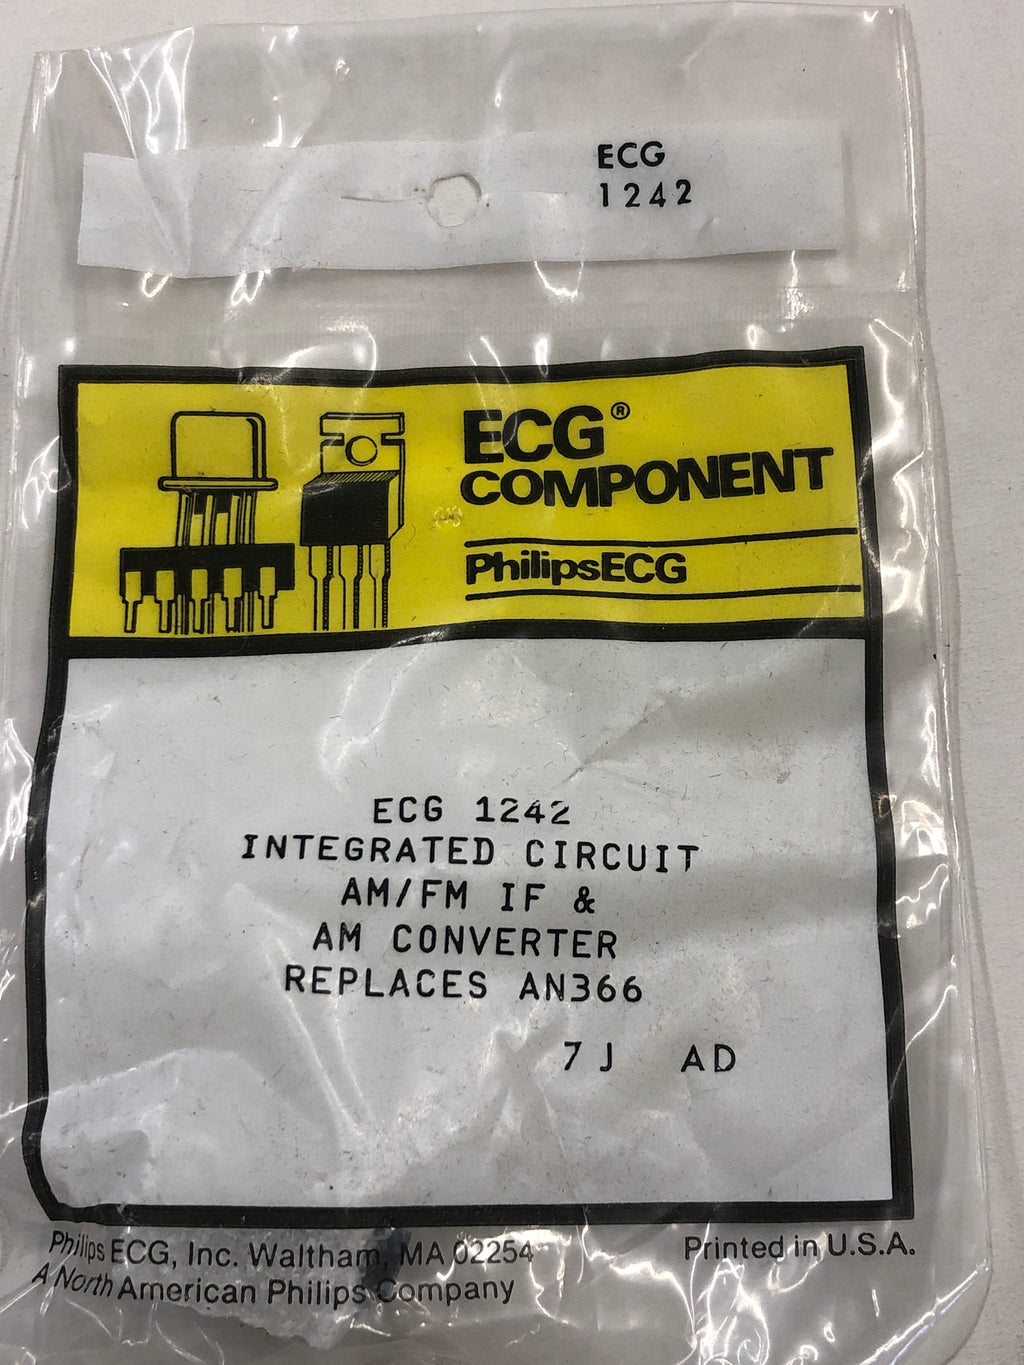 ECG
1242
ECG®
COMPONENT
PhilipsECG
ECG 1242
INTEGRATED CIRCUIT
AM/FM IF &
AM CONVERTER
REPLACES AN366
7J AD
Philips ECG, Inc. Waltham, MA 02254
A North American Philips Company
Printed in U.S.A.